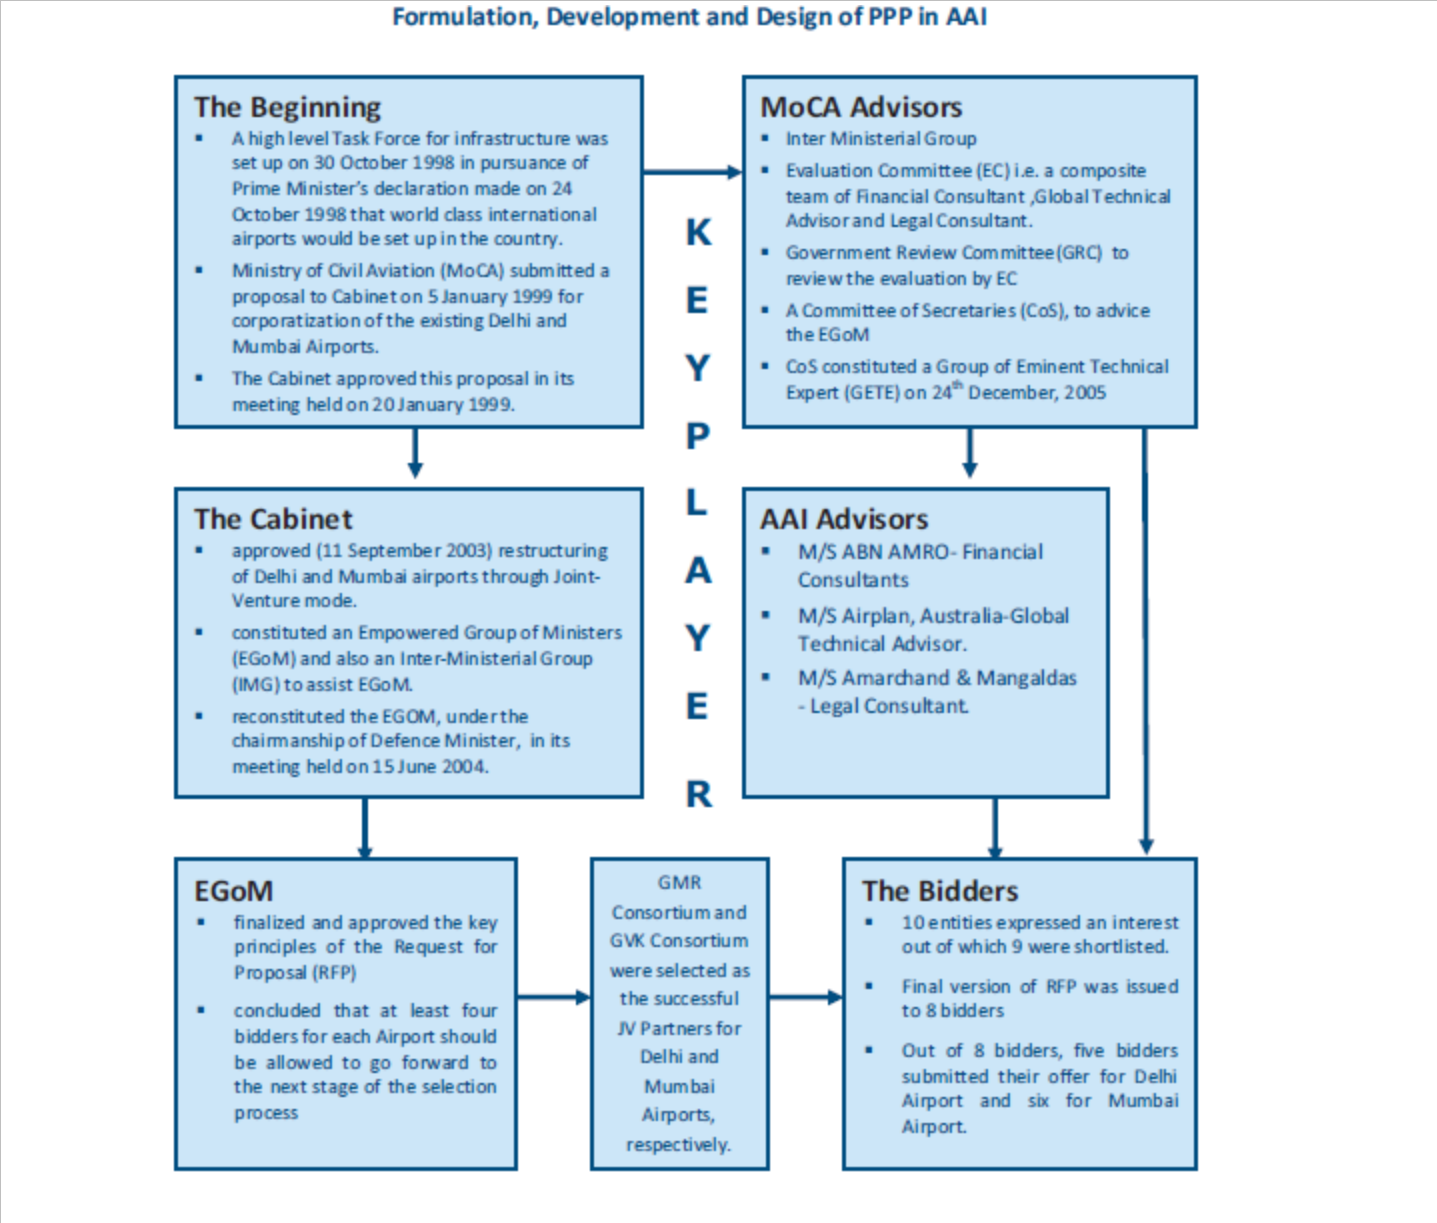 Formulation, Development and Design of PPP in AAI
The Beginning
▪ A high level Task Force for infrastructure was
set up on 30 October 1998 in pursuance of
Prime Minister's declaration made on 24
October 1998 that world class international
airports would be set up in the country.
▪ Ministry of Civil Aviation (MoCA) submitted a
proposal to Cabinet on 5 January 1999 for
corporatization of the existing Delhi and
Mumbai Airports.
▪ The Cabinet approved this proposal in its
meeting held on 20 January 1999.
MoCA Advisors
▪ Inter Ministerial Group
▪ Evaluation Committee (EC) i.e. a composite
team of Financial Consultant ,Global Technical
Advisor and Legal Consultant.
▪ Government Review Committee (GRC) to
review the evaluation by EC
▪ A Committee of Secretaries (CoS), to advice
the EGoM
▪ CoS constituted a Group of Eminent Technical
Expert (GETE) on 24th December, 2005
K
E
Y
P
L
A
Y
E
R
The Cabinet
▪ approved (11 September 2003) restructuring
of Delhi and Mumbai airports through Joint-
Venture mode.
▪ constituted an Empowered Group of Ministers
(EGoM) and also an Inter-Ministerial Group
(IMG) to assist EGoM.
▪ reconstituted the EGOM, under the
chairmanship of Defence Minister, in its
meeting held on 15 June 2004.
AAI Advisors
▪ M/S ABN AMRO- Financial
Consultants
▪ M/S Airplan, Australia-Global
Technical Advisor.
▪ M/S Amarchand & Mangaldas
- Legal Consultant.
EGoM
▪ finalized and approved the key
principles of the Request for
Proposal (RFP)
▪ concluded that at least four
bidders for each Airport should
be allowed to go forward to
the next stage of the selection
process
GMR
Consortium and
GVK Consortium
were selected as
the successful
JV Partners for
Delhi and
Mumbai
Airports,
respectively.
The Bidders
▪ 10 entities expressed an interest
out of which 9 were shortlisted.
▪ Final version of RFP was issued
to 8 bidders
▪ Out of 8 bidders, five bidders
submitted their offer for Delhi
Airport and six for Mumbai
Airport.